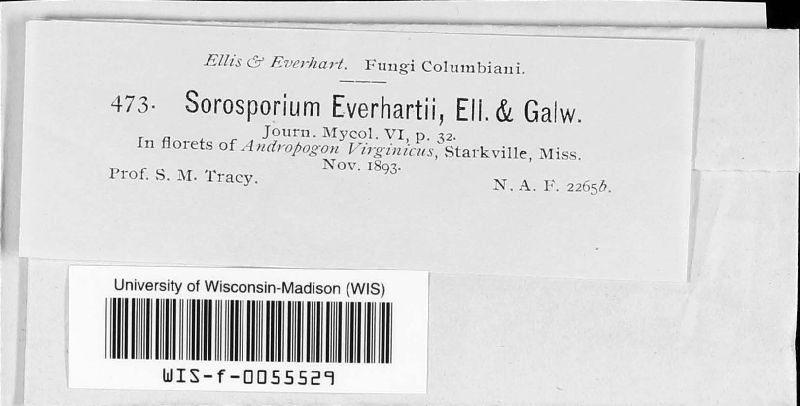 Ellis & Everhart. Fungi Columbiani.
473. Sorosporium Everhartii, Ell. & Galw.
Journ. Mycol. VI, p. 32.
In florets of Andropogon Virginicus, Starkville, Miss.
Nov. 1893.
Prof. S. M. Tracy. N. A. F. 2265b.
University of Wisconsin-Madison (WIS)
WIS-f-0055529